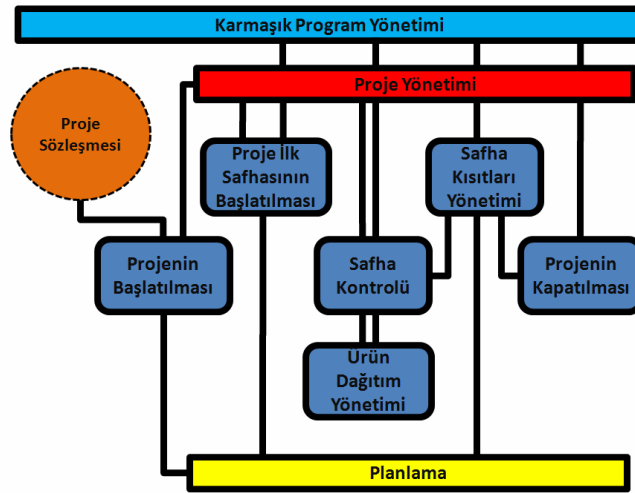 Karmaşık Program Yönetimi
Proje Yönetimi
Proje
Sözleşmesi
Proje İlk
Safhasının
Başlatılması
Safha
Kısıtları
Yönetimi
Projenin
Başlatılması
Safha
Kontrolü
Projenin
Kapatılması
Ürün
Dağıtım
Yönetimi
Planlama